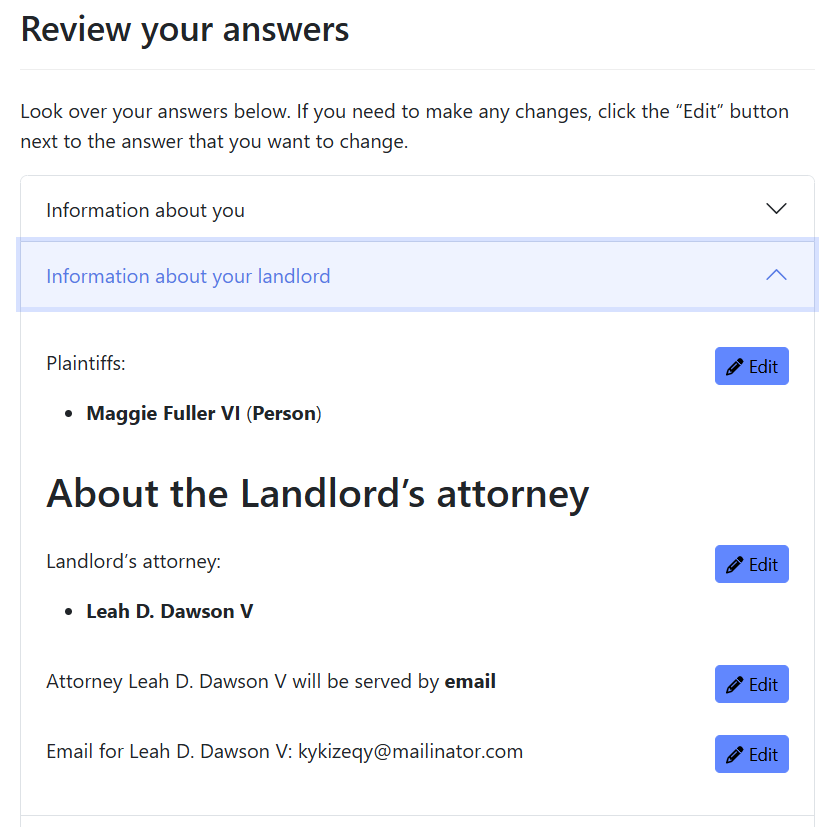 Review your answers
Look over your answers below. If you need to make any changes, click the “Edit” button
next to the answer that you want to change.
Information about you
Information about your landlord
Plaintiffs:
Edit
• Maggie Fuller VI (Person)
About the Landlord’s attorney
Landlord’s attorney:
Edit
• Leah D. Dawson V
Attorney Leah D. Dawson V will be served by email
Edit
Email for Leah D. Dawson V: kykizeqy@mailinator.com
Edit